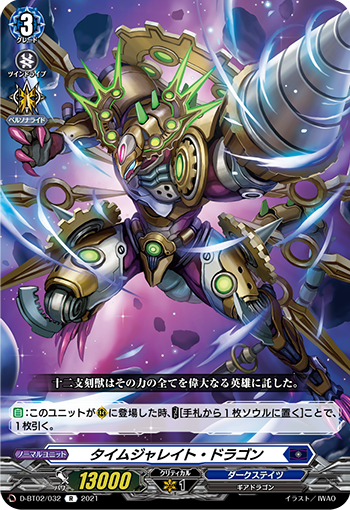 3
グレード
ツインドライブ
ペルソナライド
十二支刻獣はその力の全てを偉大なる英雄に託した。
自:このユニットがVに登場した時、【手札から1枚ソウルに置く】ことで、
1枚引く。
ノーマルユニット
タイムジャレイト・ドラゴン
パワー 13000 クリティカル 1 ダークステイツ
ギアドラゴン
D-BT02/032 R 2021 イラスト/IWAO